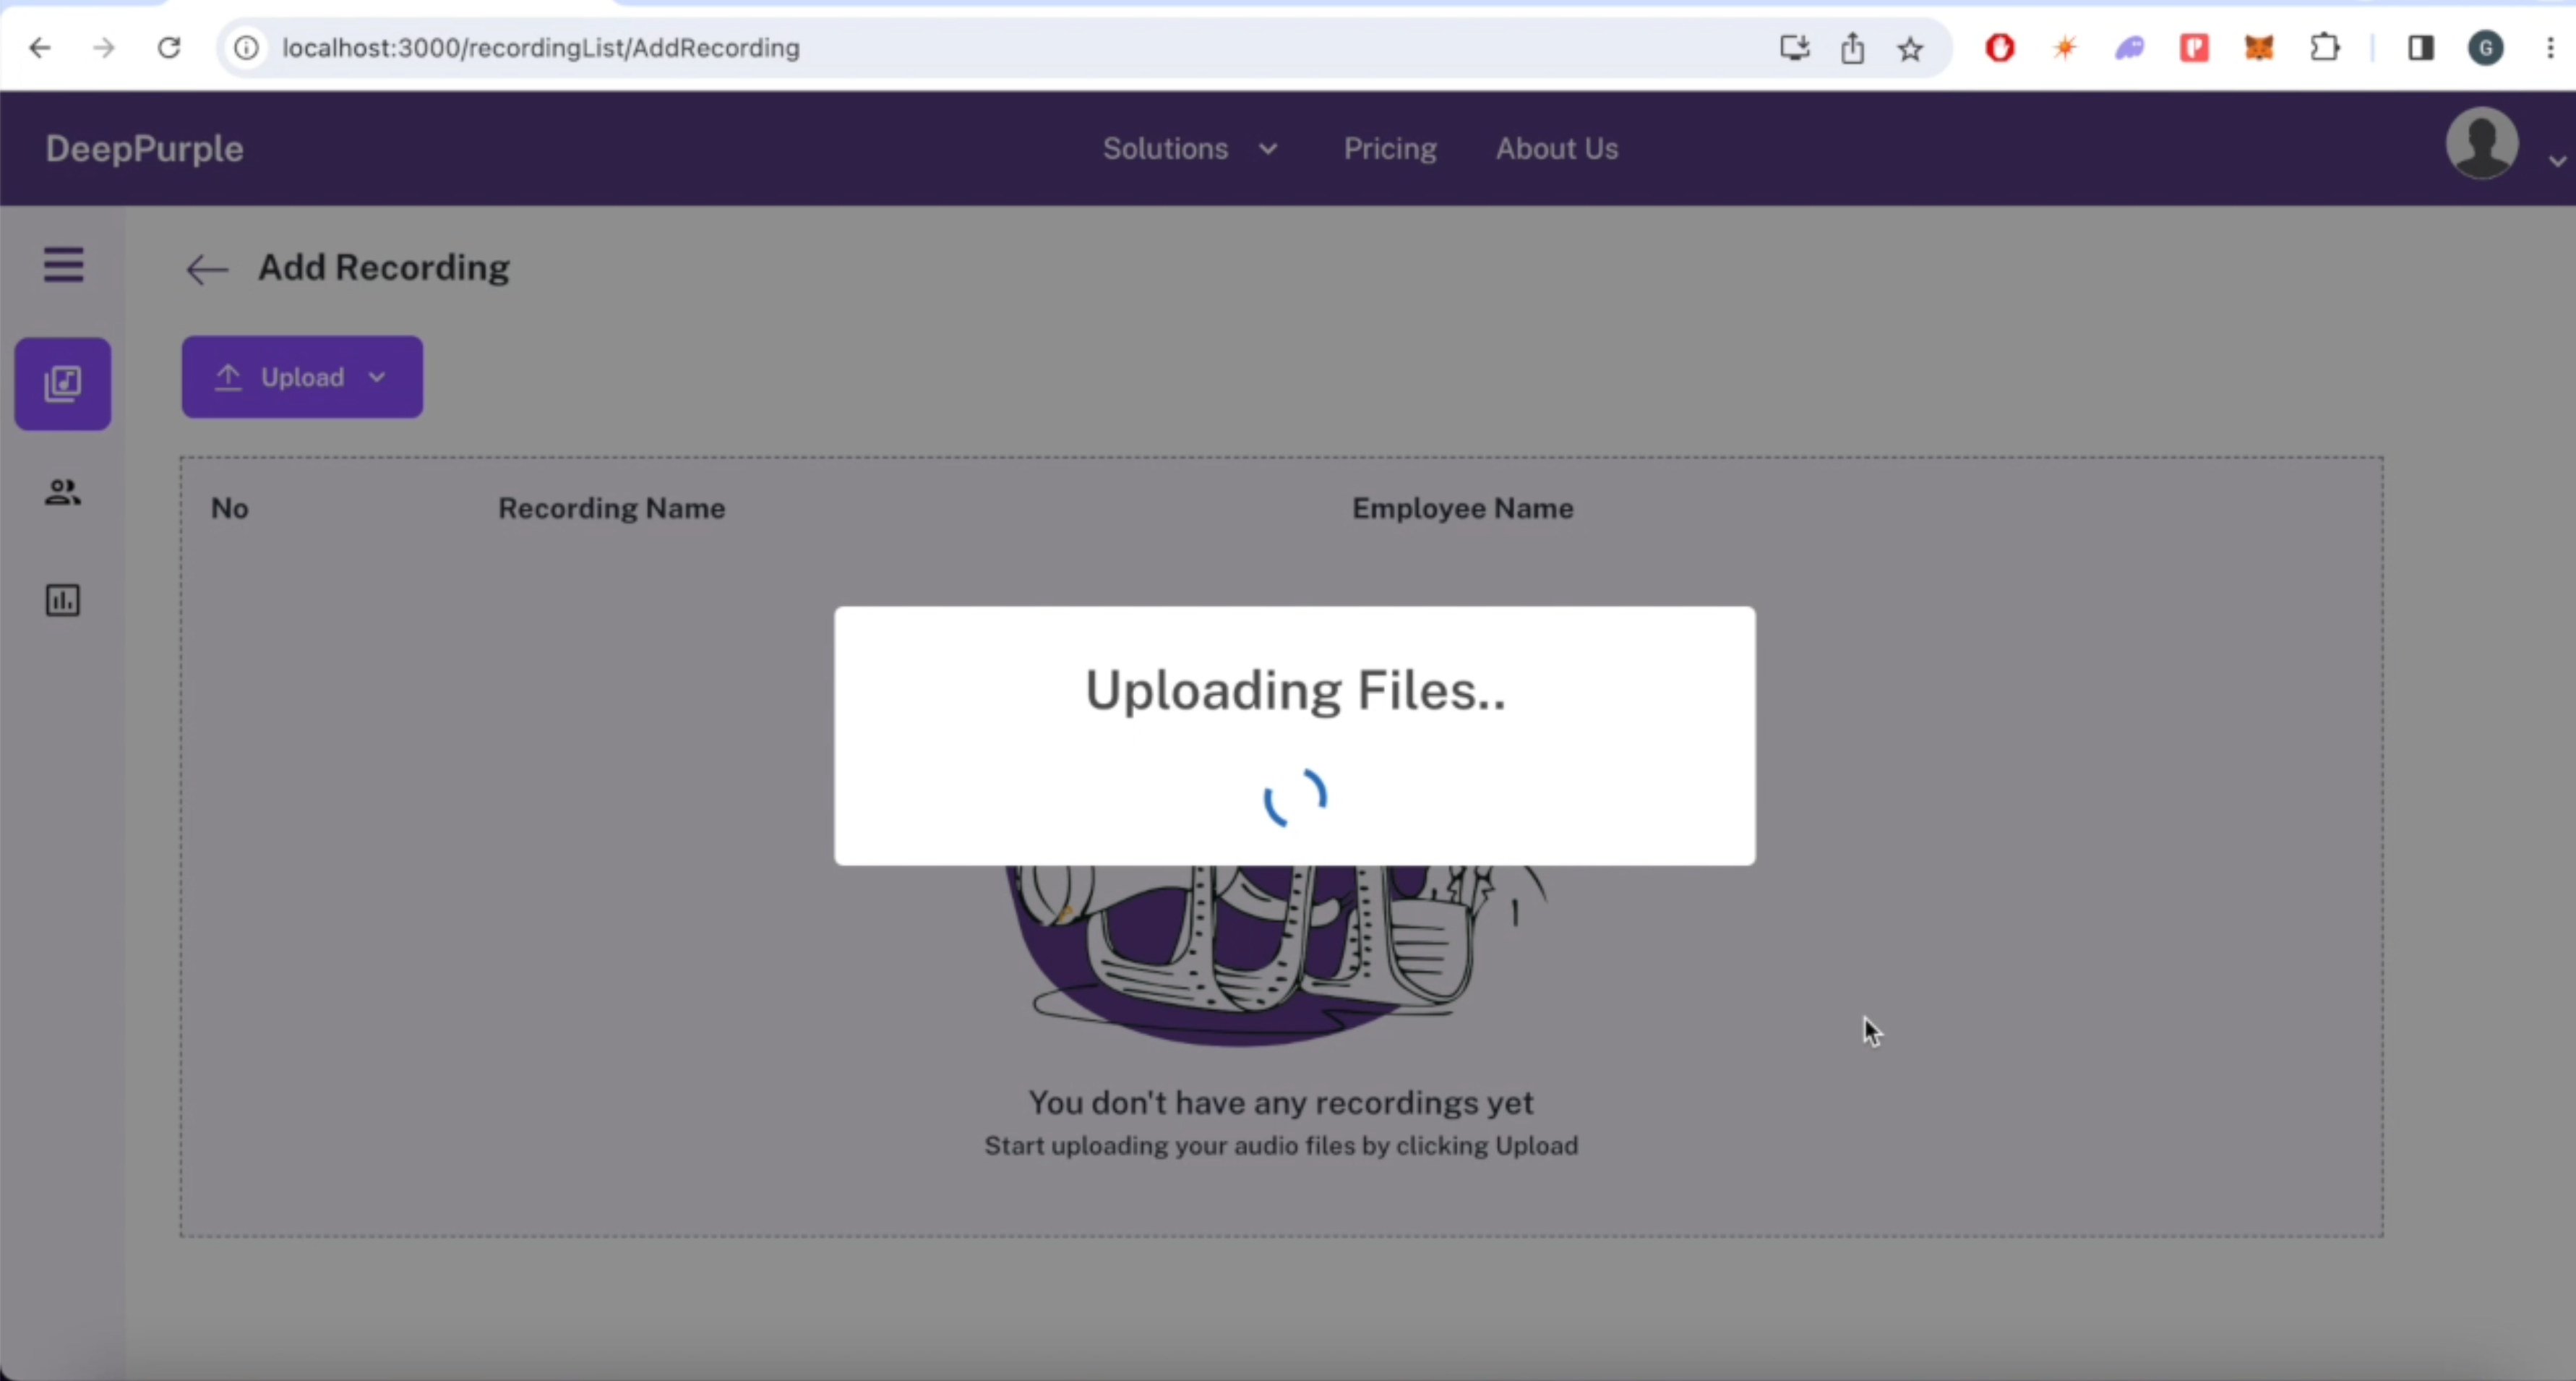 localhost:3000/recordingList/AddRecording
G
DeepPurple
Solutions
Pricing
About Us
Add Recording
Upload
No
Recording Name
Employee Name
Uploading Files..
You don't have any recordings yet
Start uploading your audio files by clicking Upload